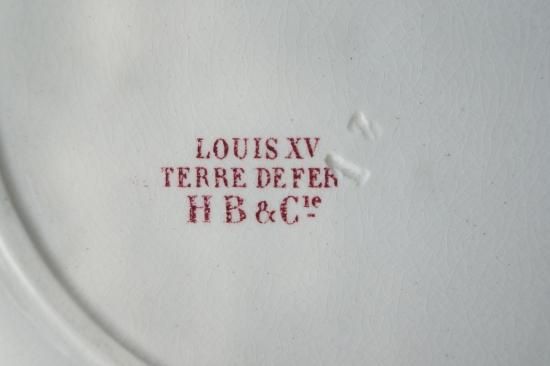 LOUIS XV
TERRE DE FER
H B & Cie